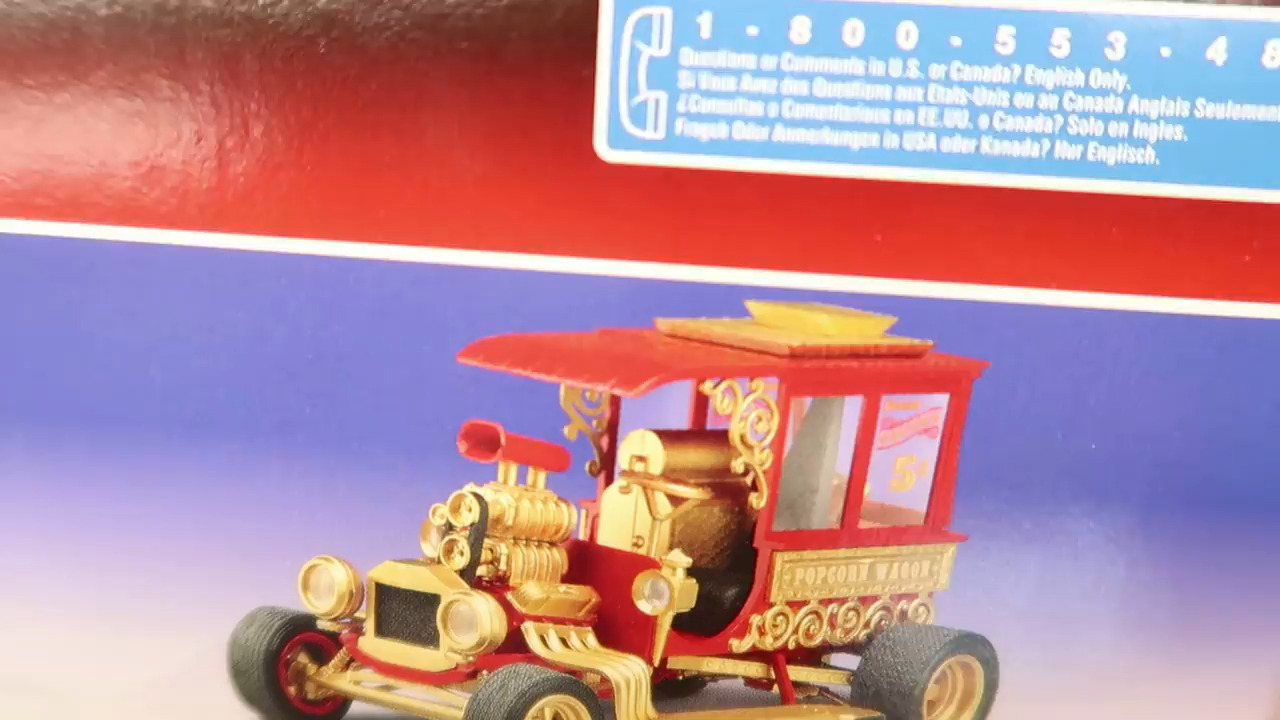 1-800-553-48
Questions or Comments in U.S. or Canada? English Only.
Si Vous Avez des Questions aux Etats-Unis ou au Canada Anglais Seulement
¿Consultas o Comentarios en EE.UU. o Canada? Solo en Ingles.
Fragen Oder Anmerkungen in USA oder Kanada? Nur Englisch.
5¢
POPCORN WAGON